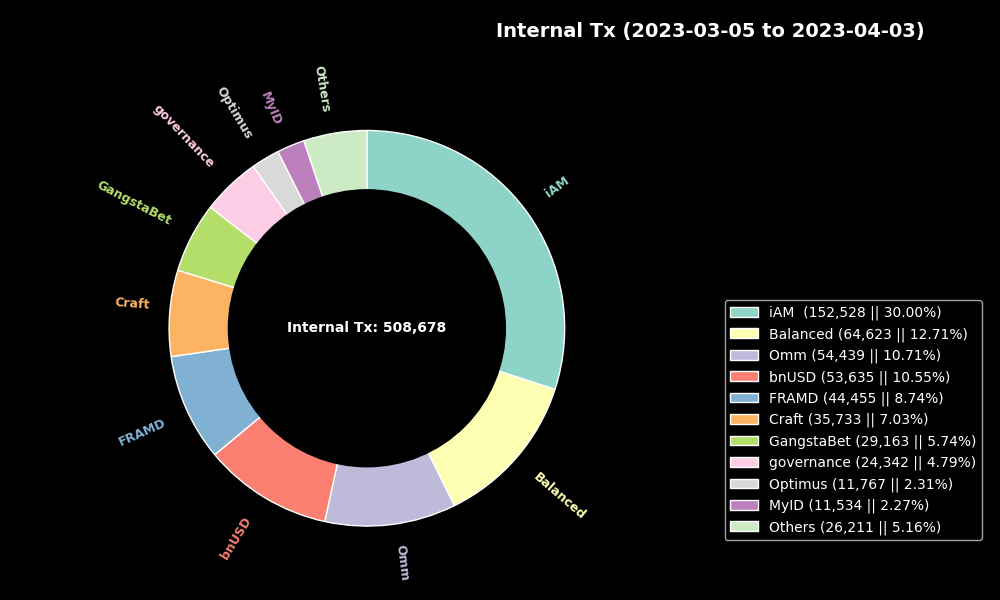 Internal Tx (2023-03-05 to 2023-04-03)
Others
MyID
Optimus
governance
GangstaBet
Craft
FRAMD
bnUSD
Omm
Balanced
iAM
Internal Tx: 508,678
iAM  (152,528 || 30.00%)
Balanced (64,623 || 12.71%)
Omm (54,439 || 10.71%)
bnUSD (53,635 || 10.55%)
FRAMD (44,455 || 8.74%)
Craft (35,733 || 7.03%)
GangstaBet (29,163 || 5.74%)
governance (24,342 || 4.79%)
Optimus (11,767 || 2.31%)
MyID (11,534 || 2.27%)
Others (26,211 || 5.16%)